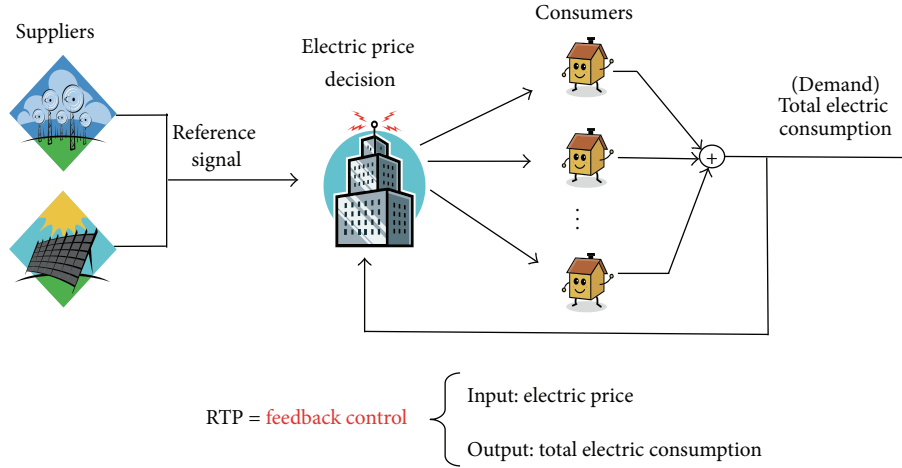 Suppliers
Reference
signal
Electric price
decision
Consumers
+
(Demand)
Total electric
consumption
RTP = feedback control
Input: electric price
Output: total electric consumption